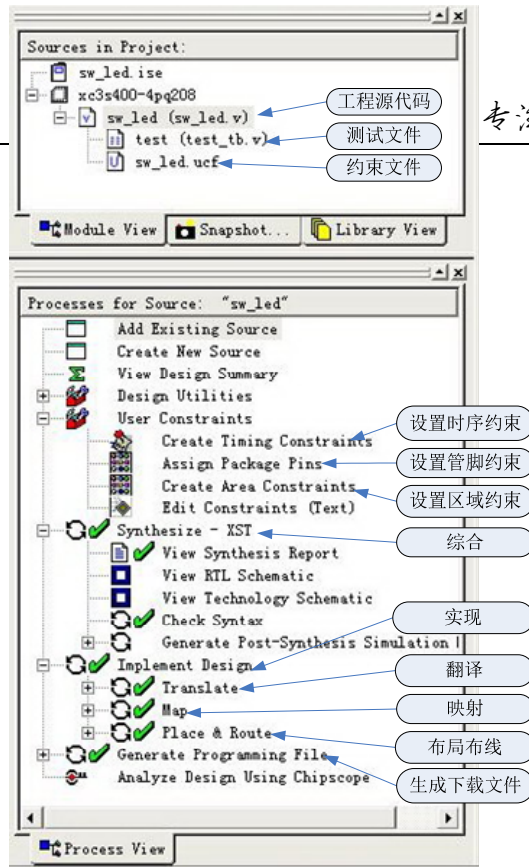 Sources in Project:
sw_led.ise
xc3s400-4pq208
sw_led (sw_led.v)
工程源代码
test (test_tb.v)
测试文件
sw_led.ucf
约束文件
专注
Module View
Snapshot...
Library View
Processes for Source: "sw_led"
Add Existing Source
Create New Source
View Design Summary
Design Utilities
User Constraints
Create Timing Constraints
设置时序约束
Assign Package Pins
设置管脚约束
Create Area Constraints
设置区域约束
Edit Constraints (Text)
Synthesize - XST
综合
View Synthesis Report
View RTL Schematic
View Technology Schematic
Check Syntax
Generate Post-Synthesis Simulation
Implement Design
实现
Translate
翻译
Map
映射
Place & Route
布局布线
Generate Programming File
生成下载文件
Analyze Design Using Chipscope
Process View